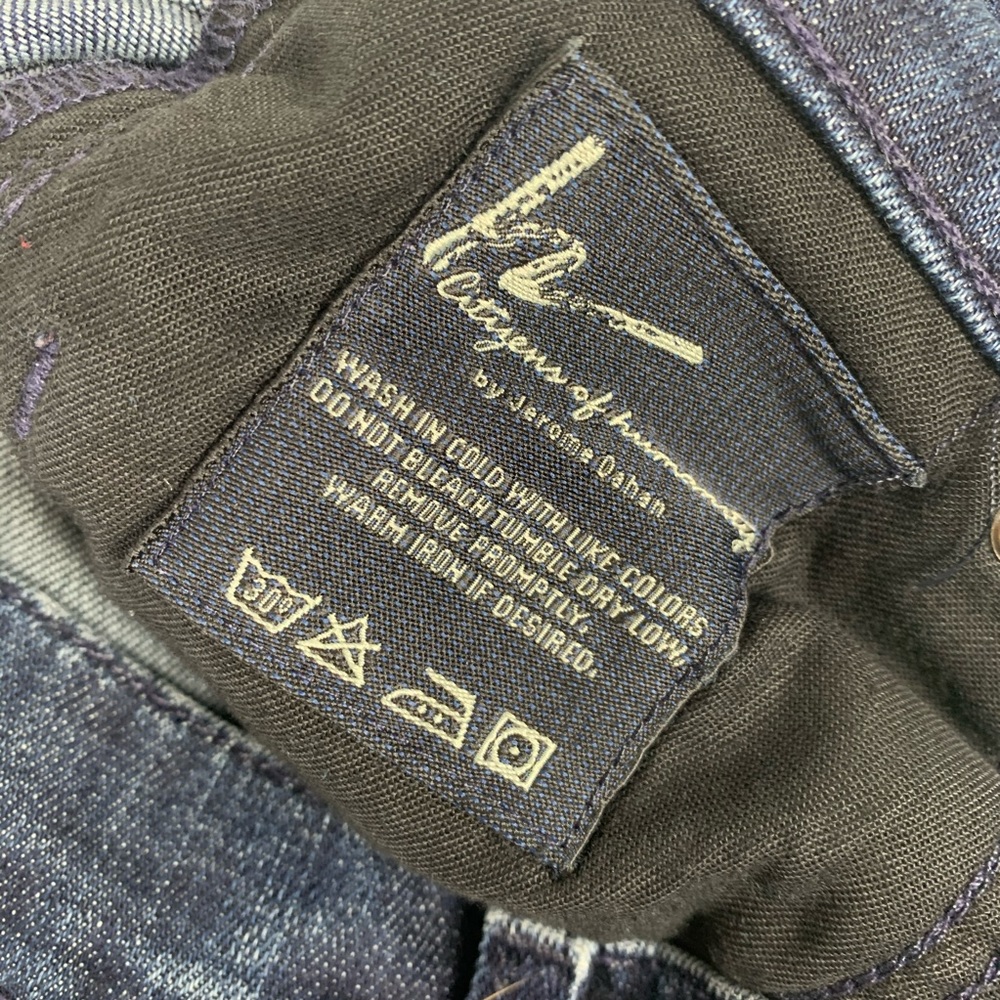 Citizens of humanity
by Jerome Dahan
WASH IN COLD WITH LIKE COLORS
DO NOT BLEACH TUMBLE DRY LOW,
REMOVE PROMPTLY,
WARM IRON IF DESIRED.
30°